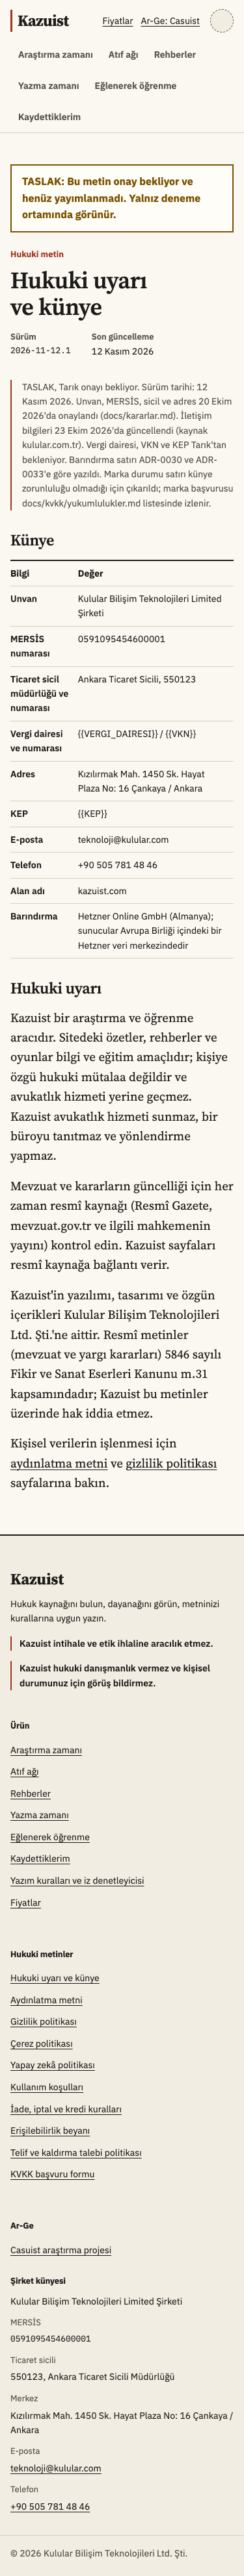 Kazuist
Fiyatlar Ar-Ge: Casuist
Araştırma zamanı Atıf ağı Rehberler
Yazma zamanı Eğlenerek öğrenme
Kaydettiklerim
TASLAK: Bu metin onay bekliyor ve
henüz yayımlanmadı. Yalnız deneme
ortamında görünür.
Hukuki metin
Hukuki uyarı
ve künye
Sürüm Son güncelleme
2026-11-12.1 12 Kasım 2026
TASLAK, Tarık onayı bekliyor. Sürüm tarihi: 12
Kasım 2026. Unvan, MERSİS, sicil ve adres 20 Ekim
2026'da onaylandı (docs/kararlar.md). İletişim
bilgileri 23 Ekim 2026'da güncellendi (kaynak
kulular.com.tr). Vergi dairesi, VKN ve KEP Tarık'tan
bekleniyor. Barındırma satırı ADR-0030 ve ADR-
0033'e göre yazıldı. Marka durumu satırı künye
zorunluluğu olmadığı için çıkarıldı; marka başvurusu
docs/kvkk/yukumlulukler.md listesinde izlenir.
Künye
Bilgi Değer
Unvan Kulular Bilişim Teknolojileri Limited
Şirketi
MERSİS 0591095454600001
numarası
Ticaret sicil Ankara Ticaret Sicili, 550123
müdürlüğü ve
numarası
Vergi dairesi {{VERGI_DAIRESI}} / {{VKN}}
ve numarası
Adres Kızılırmak Mah. 1450 Sk. Hayat
Plaza No: 16 Çankaya / Ankara
KEP {{KEP}}
E-posta teknoloji@kulular.com
Telefon +90 505 781 48 46
Alan adı kazuist.com
Barındırma Hetzner Online GmbH (Almanya);
sunucular Avrupa Birliği içindeki bir
Hetzner veri merkezindedir
Hukuki uyarı
Kazuist bir araştırma ve öğrenme
aracıdır. Sitedeki özetler, rehberler ve
oyunlar bilgi ve eğitim amaçlıdır; kişiye
özgü hukuki mütalaa değildir ve
avukatlık hizmeti yerine geçmez.
Kazuist avukatlık hizmeti sunmaz, bir
büroyu tanıtmaz ve yönlendirme
yapmaz.
Mevzuat ve kararların güncelliği için her
zaman resmî kaynağı (Resmî Gazete,
mevzuat.gov.tr ve ilgili mahkemenin
yayını) kontrol edin. Kazuist sayfaları
resmî kaynağa bağlantı verir.
Kazuist'in yazılımı, tasarımı ve özgün
içerikleri Kulular Bilişim Teknolojileri
Ltd. Şti.'ne aittir. Resmî metinler
(mevzuat ve yargı kararları) 5846 sayılı
Fikir ve Sanat Eserleri Kanunu m.31
kapsamındadır; Kazuist bu metinler
üzerinde hak iddia etmez.
Kişisel verilerin işlenmesi için
aydınlatma metni ve gizlilik politikası
sayfalarına bakın.
Kazuist
Hukuk kaynağını bulun, dayanağını görün, metninizi
kurallarına uygun yazın.
Kazuist intihale ve etik ihlaline aracılık etmez.
Kazuist hukuki danışmanlık vermez ve kişisel
durumunuz için görüş bildirmez.
Ürün
Araştırma zamanı
Atıf ağı
Rehberler
Yazma zamanı
Eğlenerek öğrenme
Kaydettiklerim
Yazım kuralları ve iz denetleyicisi
Fiyatlar
Hukuki metinler
Hukuki uyarı ve künye
Aydınlatma metni
Gizlilik politikası
Çerez politikası
Yapay zekâ politikası
Kullanım koşulları
İade, iptal ve kredi kuralları
Erişilebilirlik beyanı
Telif ve kaldırma talebi politikası
KVKK başvuru formu
Ar-Ge
Casuist araştırma projesi
Şirket künyesi
Kulular Bilişim Teknolojileri Limited Şirketi
MERSİS
0591095454600001
Ticaret sicili
550123, Ankara Ticaret Sicili Müdürlüğü
Merkez
Kızılırmak Mah. 1450 Sk. Hayat Plaza No: 16 Çankaya /
Ankara
E-posta
teknoloji@kulular.com
Telefon
+90 505 781 48 46
© 2026 Kulular Bilişim Teknolojileri Ltd. Şti.